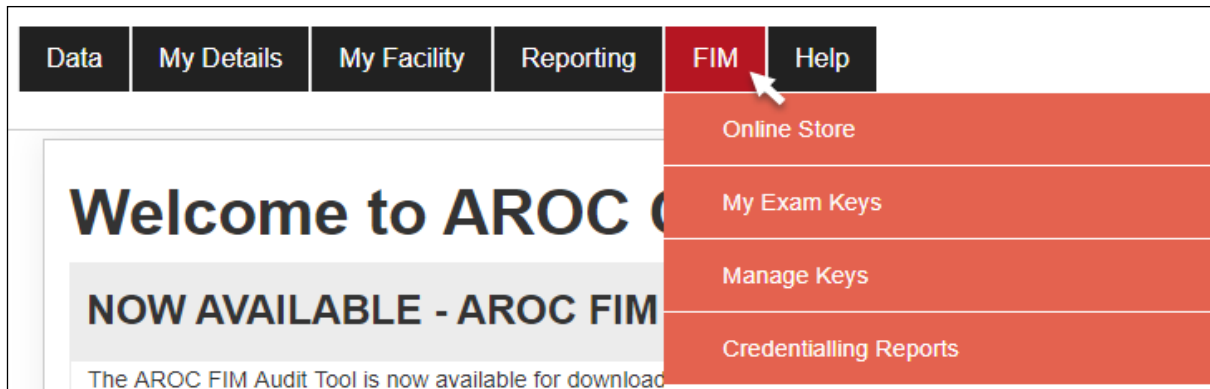 Data My Details My Facility Reporting FIM Help
Online Store
My Exam Keys
Manage Keys
Credentialling Reports
Welcome to AROC
NOW AVAILABLE - AROC FIM
The AROC FIM Audit Tool is now available for download